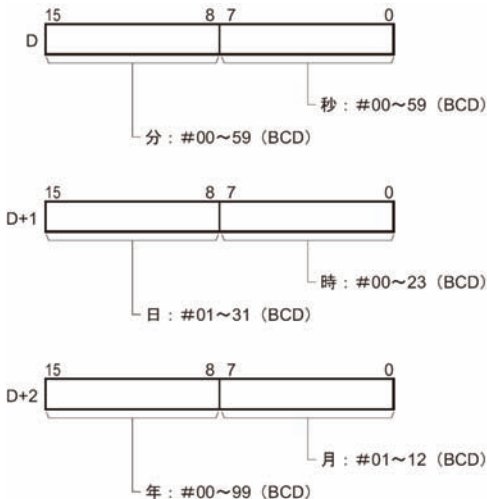 15 8 7 0
D
秒：#00～59（BCD）
分：#00～59（BCD）
15 8 7 0
D+1
時：#00～23（BCD）
日：#01～31（BCD）
15 8 7 0
D+2
月：#01～12（BCD）
年：#00～99（BCD）